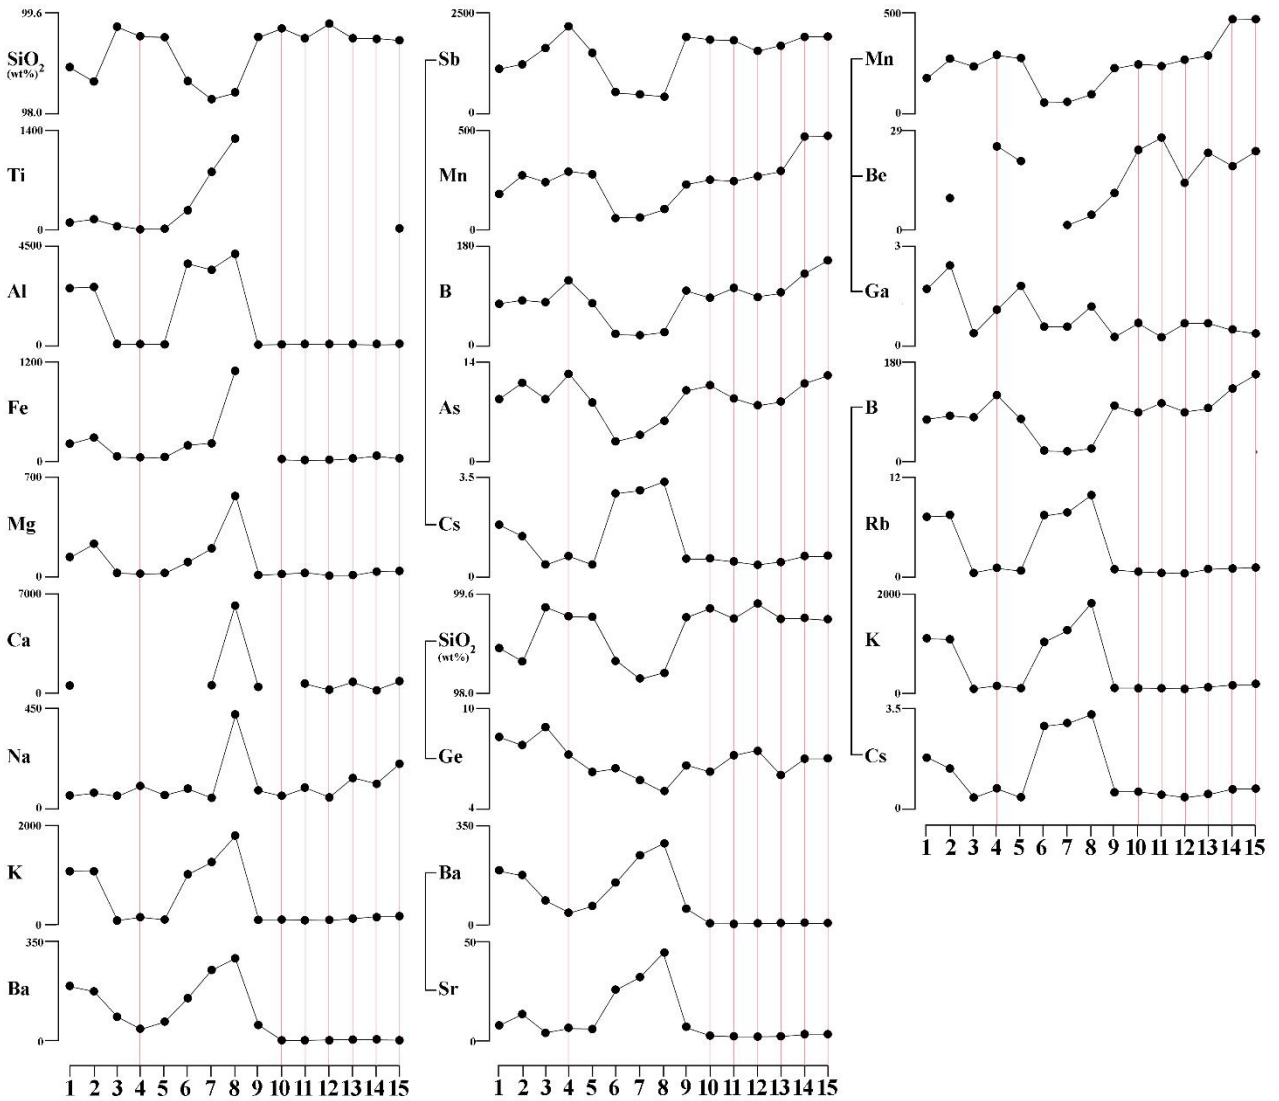 99.6
SiO2
(wt%)
98.0
1400
Ti
0
4500
Al
0
1200
Fe
0
700
Mg
0
7000
Ca
0
450
Na
0
2000
K
0
350
Ba
0
1 2 3 4 5 6 7 8 9 10 11 12 13 14 15
2500
Sb
0
500
Mn
0
180
B
0
14
As
0
3.5
Cs
0
99.6
SiO2
(wt%)
98.0
10
Ge
4
350
Ba
0
50
Sr
0
1 2 3 4 5 6 7 8 9 10 11 12 13 14 15
500
Mn
0
29
Be
0
3
Ga
0
180
B
0
12
Rb
0
2000
K
0
3.5
Cs
0
1 2 3 4 5 6 7 8 9 10 11 12 13 14 15